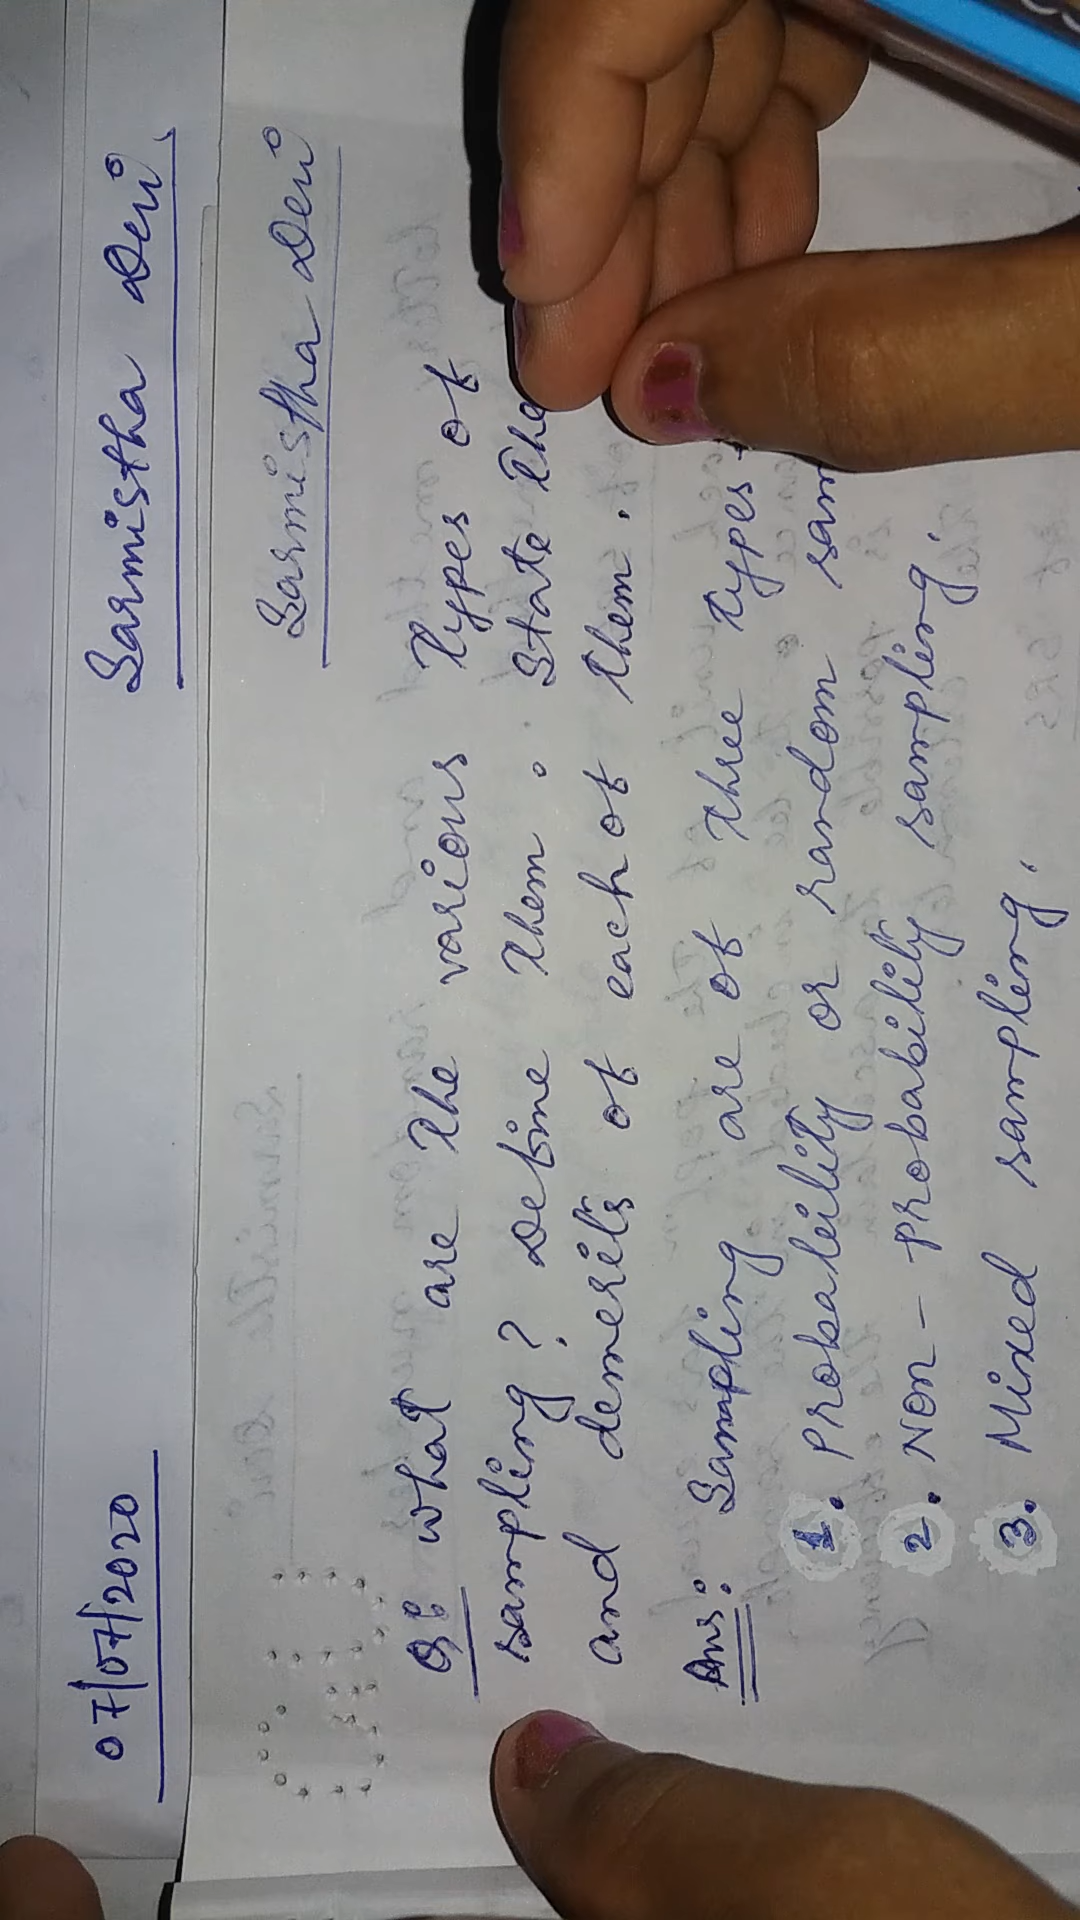 07/07/2020
Sarmistha Devi
Sarmistha Devi
Q: What are the various types of
sampling? Define them. State the
and demerits of each of them.
Ans: Sampling are of three types-
1. Probability or random sam
2. Non-probability sampling.
3. Mixed sampling.